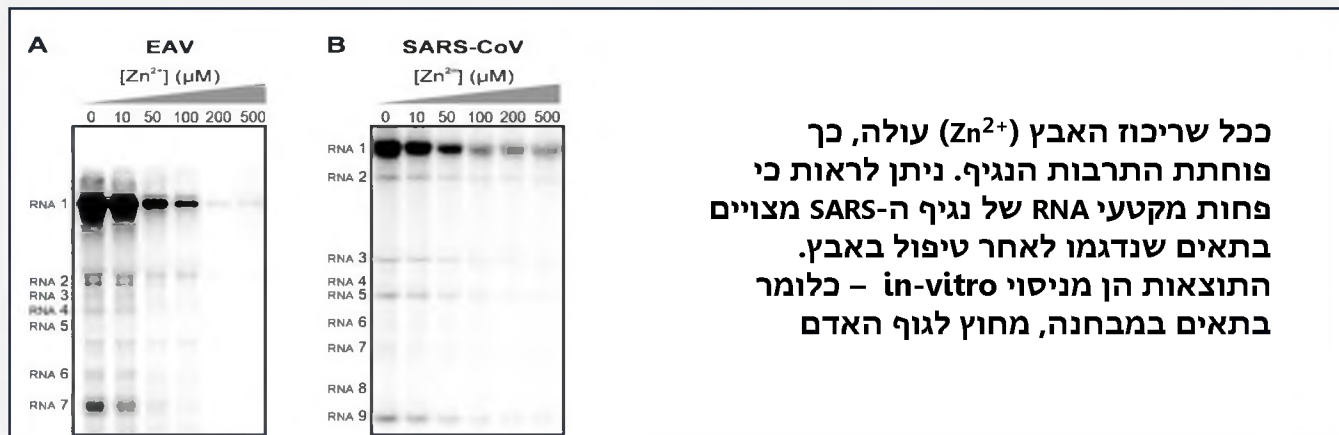 A EAV
[Zn²⁺] (µM)
0 10 50 100 200 500
RNA 1
RNA 2
RNA 3
RNA 4
RNA 5
RNA 6
RNA 7
B SARS-CoV
[Zn²⁺] (µM)
0 10 50 100 200 500
RNA 1
RNA 2
RNA 3
RNA 4
RNA 5
RNA 6
RNA 7
RNA 8
RNA 9
ככל שריכוז האבץ (Zn²⁺) עולה, כך
פוחתת התרבות הנגיף. ניתן לראות כי
פחות מקטעי RNA של נגיף ה-SARS מצויים
בתאים שנדגמו לאחר טיפול באבץ.
התוצאות הן מניסוי in-vitro – כלומר
בתאים במבחנה, מחוץ לגוף האדם